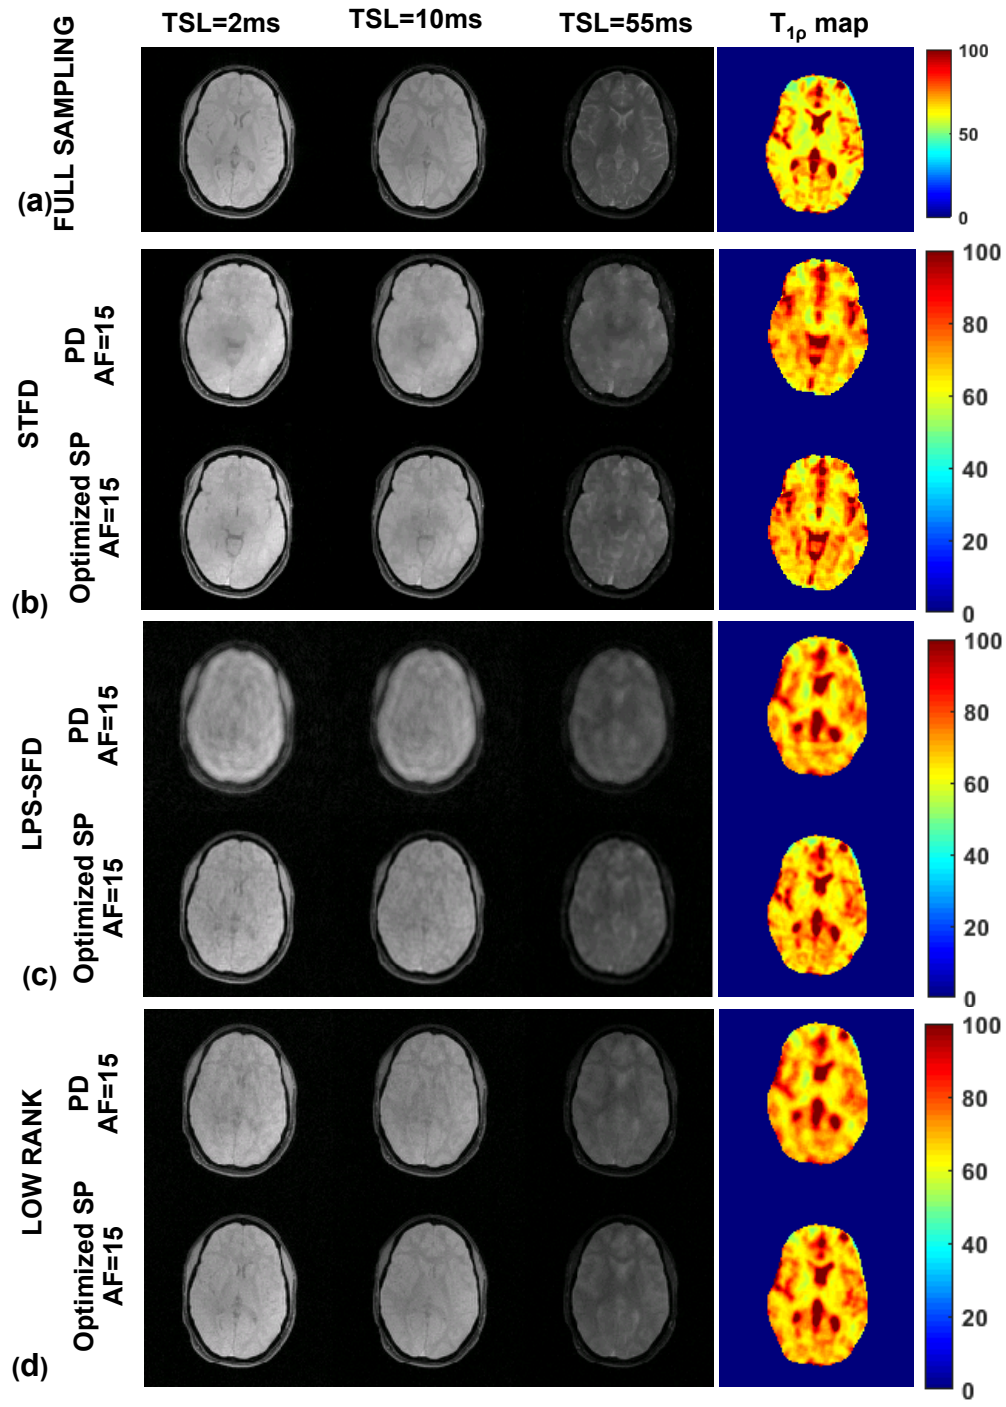 TSL=2ms TSL=10ms TSL=55ms T1ρ map
(a)
FULL SAMPLING
100
50
0
(b)
STFD
PD
AF=15
Optimized SP
AF=15
100
80
60
40
20
0
(c)
LPS-SFD
PD
AF=15
Optimized SP
AF=15
100
80
60
40
20
0
(d)
LOW RANK
PD
AF=15
Optimized SP
AF=15
100
80
60
40
20
0